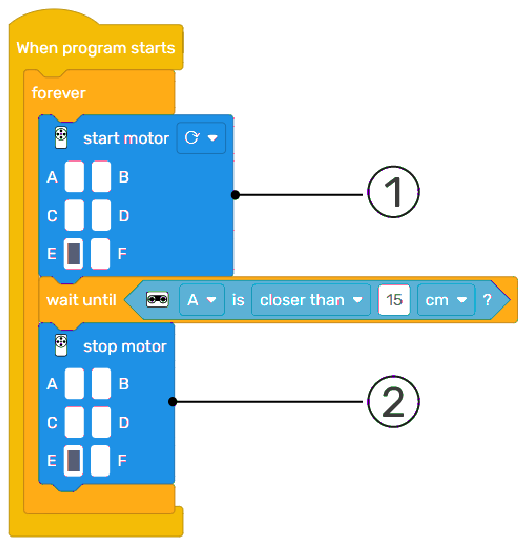 When program starts
forever
start motor
A B
C D
E F
1
wait until A is closer than 15 cm ?
stop motor
A B
C D
E F
2